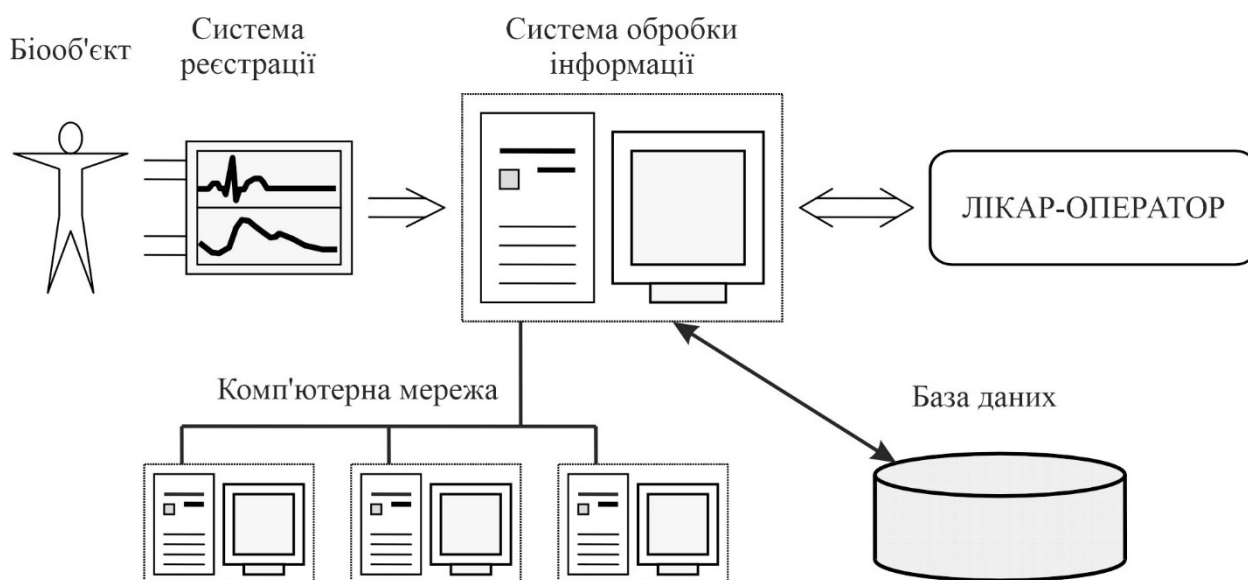 Біооб'єкт
Система
реєстрації
Система обробки
інформації
ЛІКАР-ОПЕРАТОР
Комп'ютерна мережа
База даних